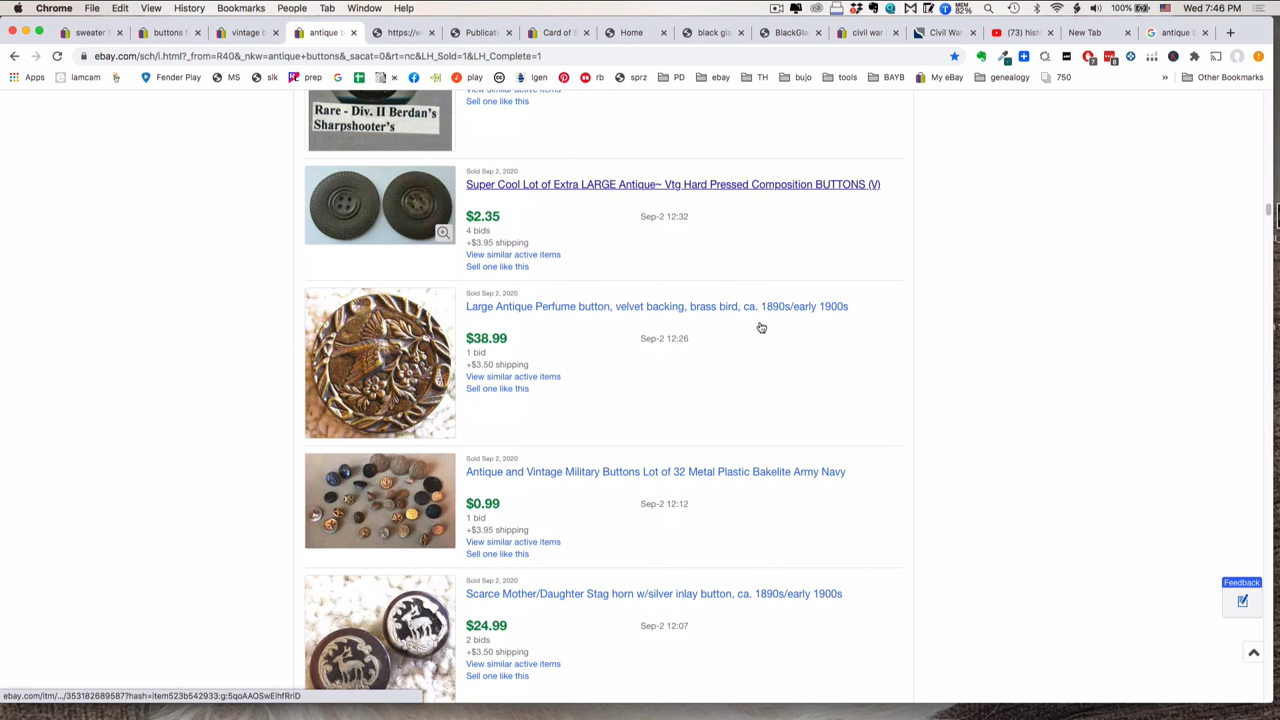 Chrome File Edit View History Bookmarks People Tab Window Help
MEM 82%
100%
Wed 7:46 PM
sweater
buttons f
vintage b
antique b
https://w
Publicati
Card of B
Home
black gla
BlackGla
civil war
Civil War
(73) hist
New Tab
antique b
ebay.com/sch/i.html?_from=R40&_nkw=antique+buttons&_sacat=0&rt=nc&LH_Sold=1&LH_Complete=1
Apps
lamcam
Fender Play
MS
slk
prep
play
lgen
rb
sprz
PD
ebay
TH
bujo
tools
BAYB
My eBay
genealogy
750
»
Other Bookmarks
View similar active items
Sell one like this
Rare - Div. II Berdan's
Sharpshooter's
Sold Sep 2, 2020
Super Cool Lot of Extra LARGE Antique~ Vtg Hard Pressed Composition BUTTONS (V)
$2.35
Sep-2 12:32
4 bids
+$3.95 shipping
View similar active items
Sell one like this
Sold Sep 2, 2020
Large Antique Perfume button, velvet backing, brass bird, ca. 1890s/early 1900s
$38.99
Sep-2 12:26
1 bid
+$3.50 shipping
View similar active items
Sell one like this
Sold Sep 2, 2020
Antique and Vintage Military Buttons Lot of 32 Metal Plastic Bakelite Army Navy
$0.99
Sep-2 12:12
1 bid
+$3.95 shipping
View similar active items
Sell one like this
Sold Sep 2, 2020
Scarce Mother/Daughter Stag horn w/silver inlay button, ca. 1890s/early 1900s
$24.99
Sep-2 12:07
2 bids
+$3.50 shipping
View similar active items
Sell one like this
Feedback
ebay.com/itm/.../353182689587?hash=item523b542933:g:5qoAAOSwElhfRriD